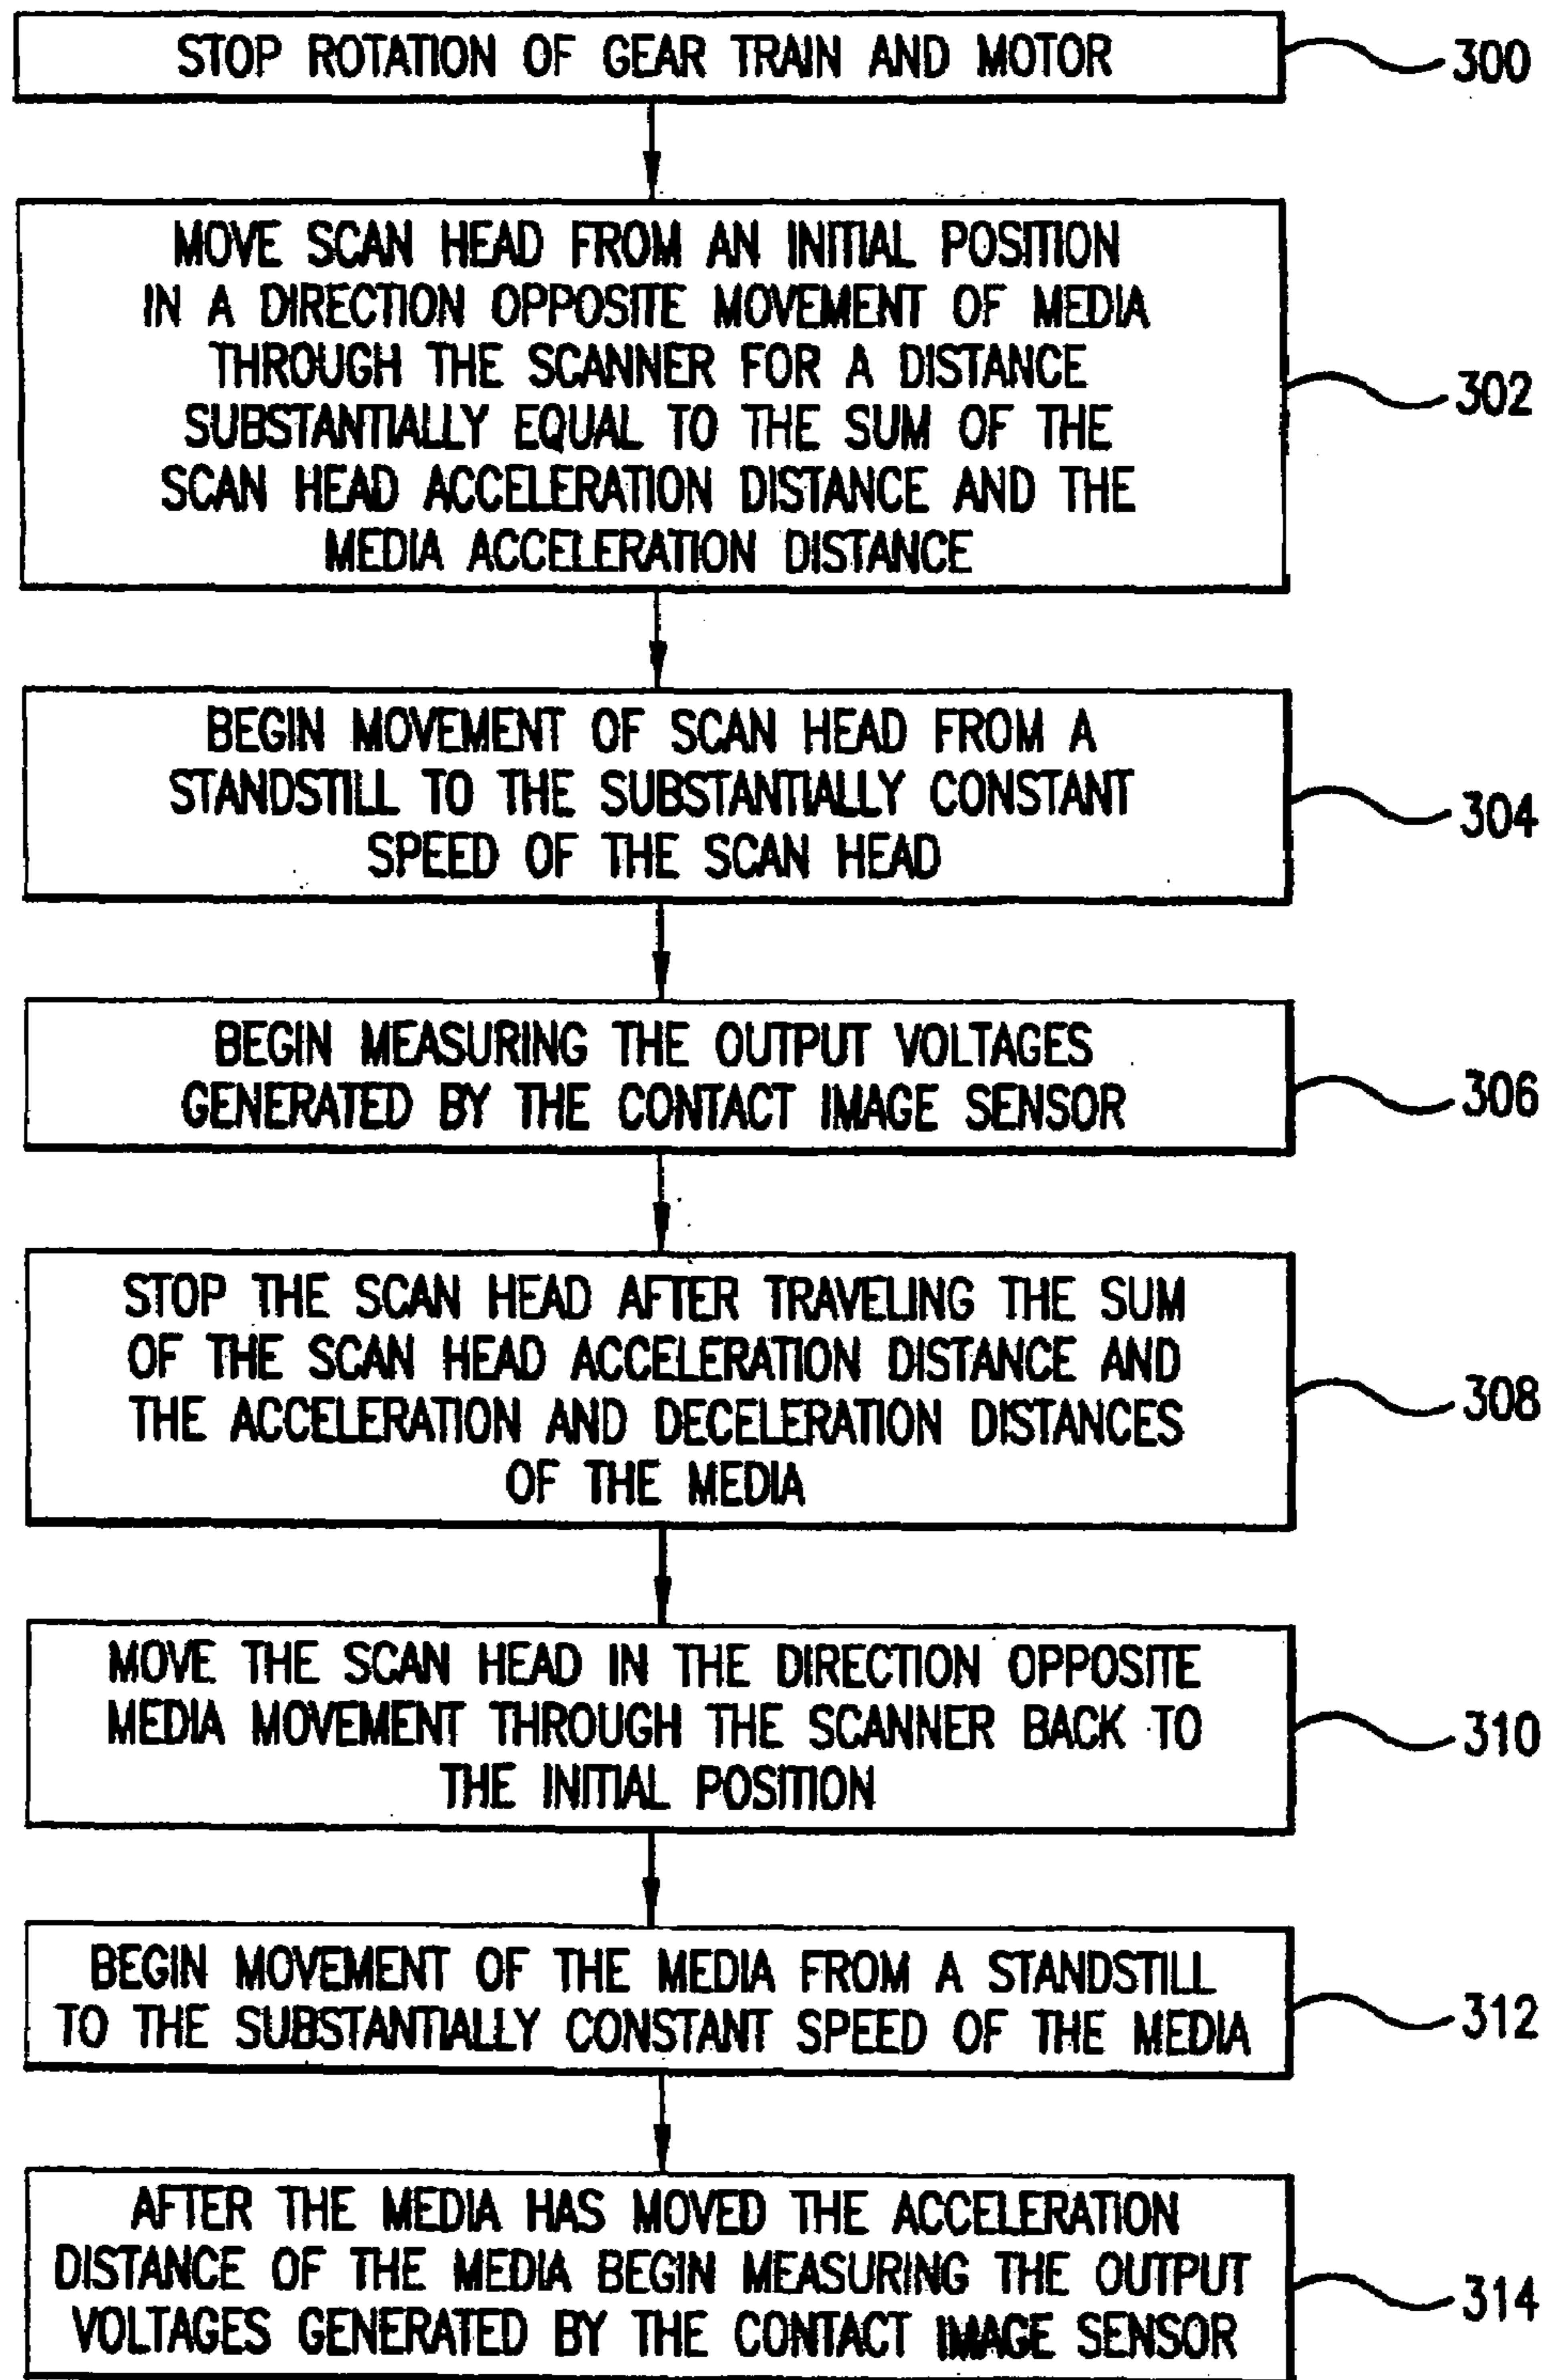 STOP ROTATION OF GEAR TRAIN AND MOTOR
300
MOVE SCAN HEAD FROM AN INITIAL POSITION
IN A DIRECTION OPPOSITE MOVEMENT OF MEDIA
THROUGH THE SCANNER FOR A DISTANCE
SUBSTANTIALLY EQUAL TO THE SUM OF THE
SCAN HEAD ACCELERATION DISTANCE AND THE
MEDIA ACCELERATION DISTANCE
302
BEGIN MOVEMENT OF SCAN HEAD FROM A
STANDSTILL TO THE SUBSTANTIALLY CONSTANT
SPEED OF THE SCAN HEAD
304
BEGIN MEASURING THE OUTPUT VOLTAGES
GENERATED BY THE CONTACT IMAGE SENSOR
306
STOP THE SCAN HEAD AFTER TRAVELING THE SUM
OF THE SCAN HEAD ACCELERATION DISTANCE AND
THE ACCELERATION AND DECELERATION DISTANCES
OF THE MEDIA
308
MOVE THE SCAN HEAD IN THE DIRECTION OPPOSITE
MEDIA MOVEMENT THROUGH THE SCANNER BACK TO
THE INITIAL POSITION
310
BEGIN MOVEMENT OF THE MEDIA FROM A STANDSTILL
TO THE SUBSTANTIALLY CONSTANT SPEED OF THE MEDIA
312
AFTER THE MEDIA HAS MOVED THE ACCELERATION
DISTANCE OF THE MEDIA BEGIN MEASURING THE OUTPUT
VOLTAGES GENERATED BY THE CONTACT IMAGE SENSOR
314